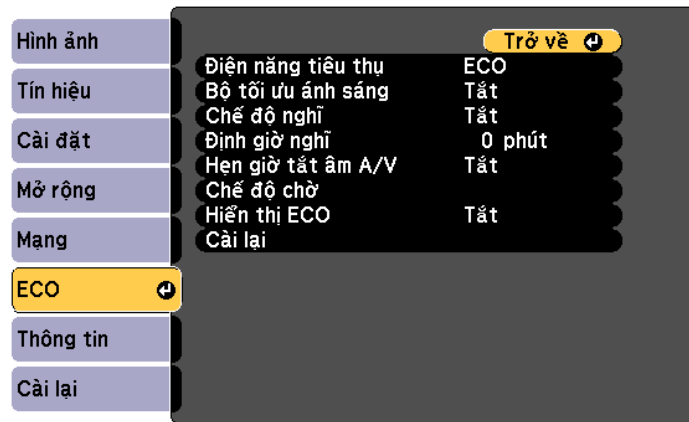 Hình ảnh
Tín hiệu
Cài đặt
Mở rộng
Mạng
ECO
Thông tin
Cài lại
Trở về
Điện năng tiêu thụ ECO
Bộ tối ưu ánh sáng Tắt
Chế độ nghĩ Tắt
Định giờ nghĩ 0 phút
Hẹn giờ tắt âm A/V Tắt
Chế độ chờ
Hiển thị ECO Tắt
Cài lại